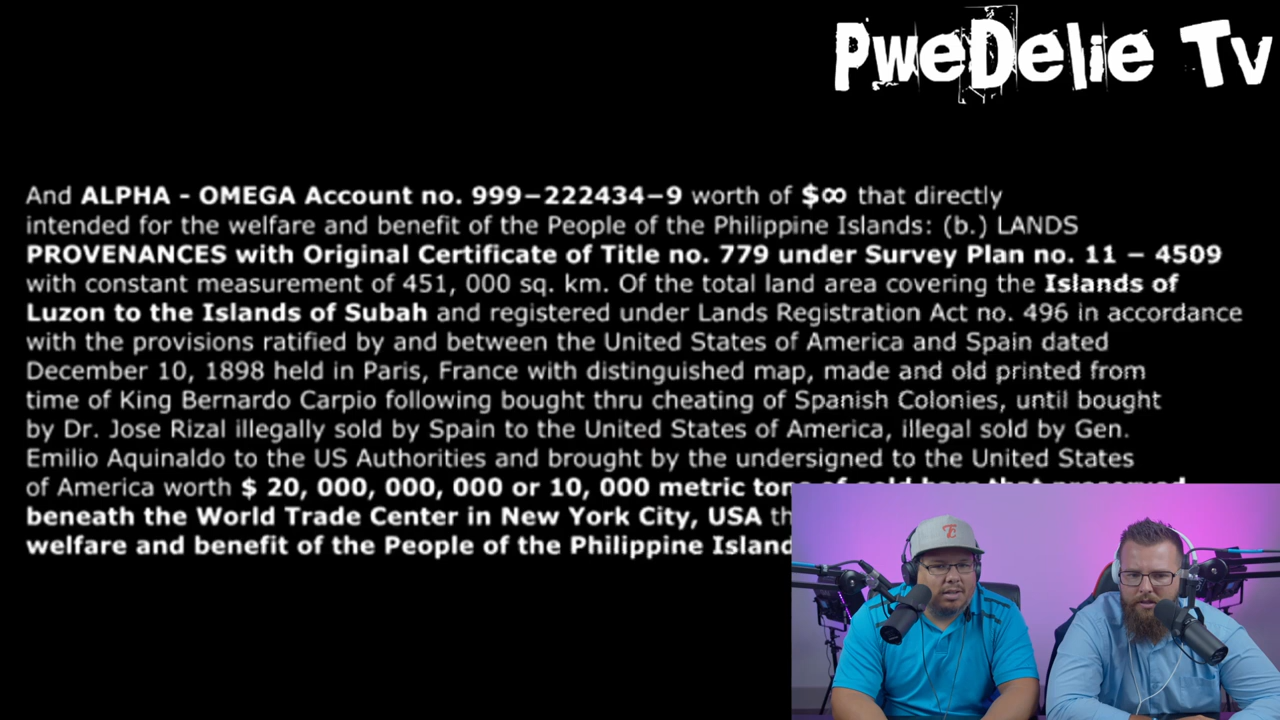 PweDelie Tv
And ALPHA - OMEGA Account no. 999-222434-9 worth of $∞ that directly
intended for the welfare and benefit of the People of the Philippine Islands: (b.) LANDS
PROVENANCES with Original Certificate of Title no. 779 under Survey Plan no. 11 - 4509
with constant measurement of 451, 000 sq. km. Of the total land area covering the Islands of
Luzon to the Islands of Subah and registered under Lands Registration Act no. 496 in accordance
with the provisions ratified by and between the United States of America and Spain dated
December 10, 1898 held in Paris, France with distinguished map, made and old printed from
time of King Bernardo Carpio following bought thru cheating of Spanish Colonies, until bought
by Dr. Jose Rizal illegally sold by Spain to the United States of America, illegal sold by Gen.
Emilio Aquinaldo to the US Authorities and brought by the undersigned to the United States
of America worth $ 20, 000, 000, 000 or 10, 000 metric tons of gold bars that preserved
beneath the World Trade Center in New York City, USA th
welfare and benefit of the People of the Philippine Island